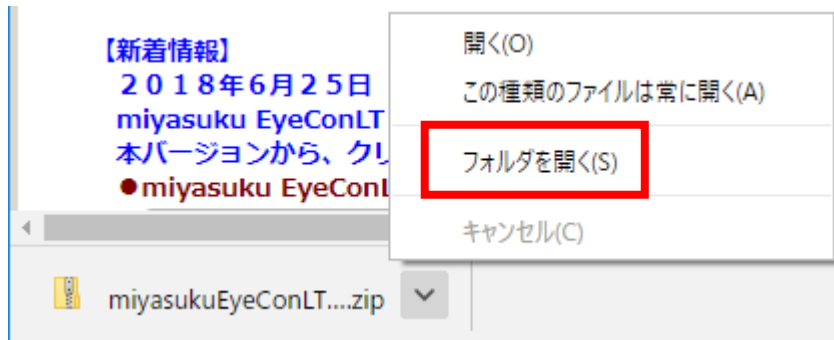 【新着情報】
２０１８年６月２５日
miyasuku EyeConLT
本バージョンから、クリ
●miyasuku EyeConL
開く(O)
この種類のファイルは常に開く(A)
フォルダを開く(S)
キャンセル(C)
miyasukuEyeConLT....zip